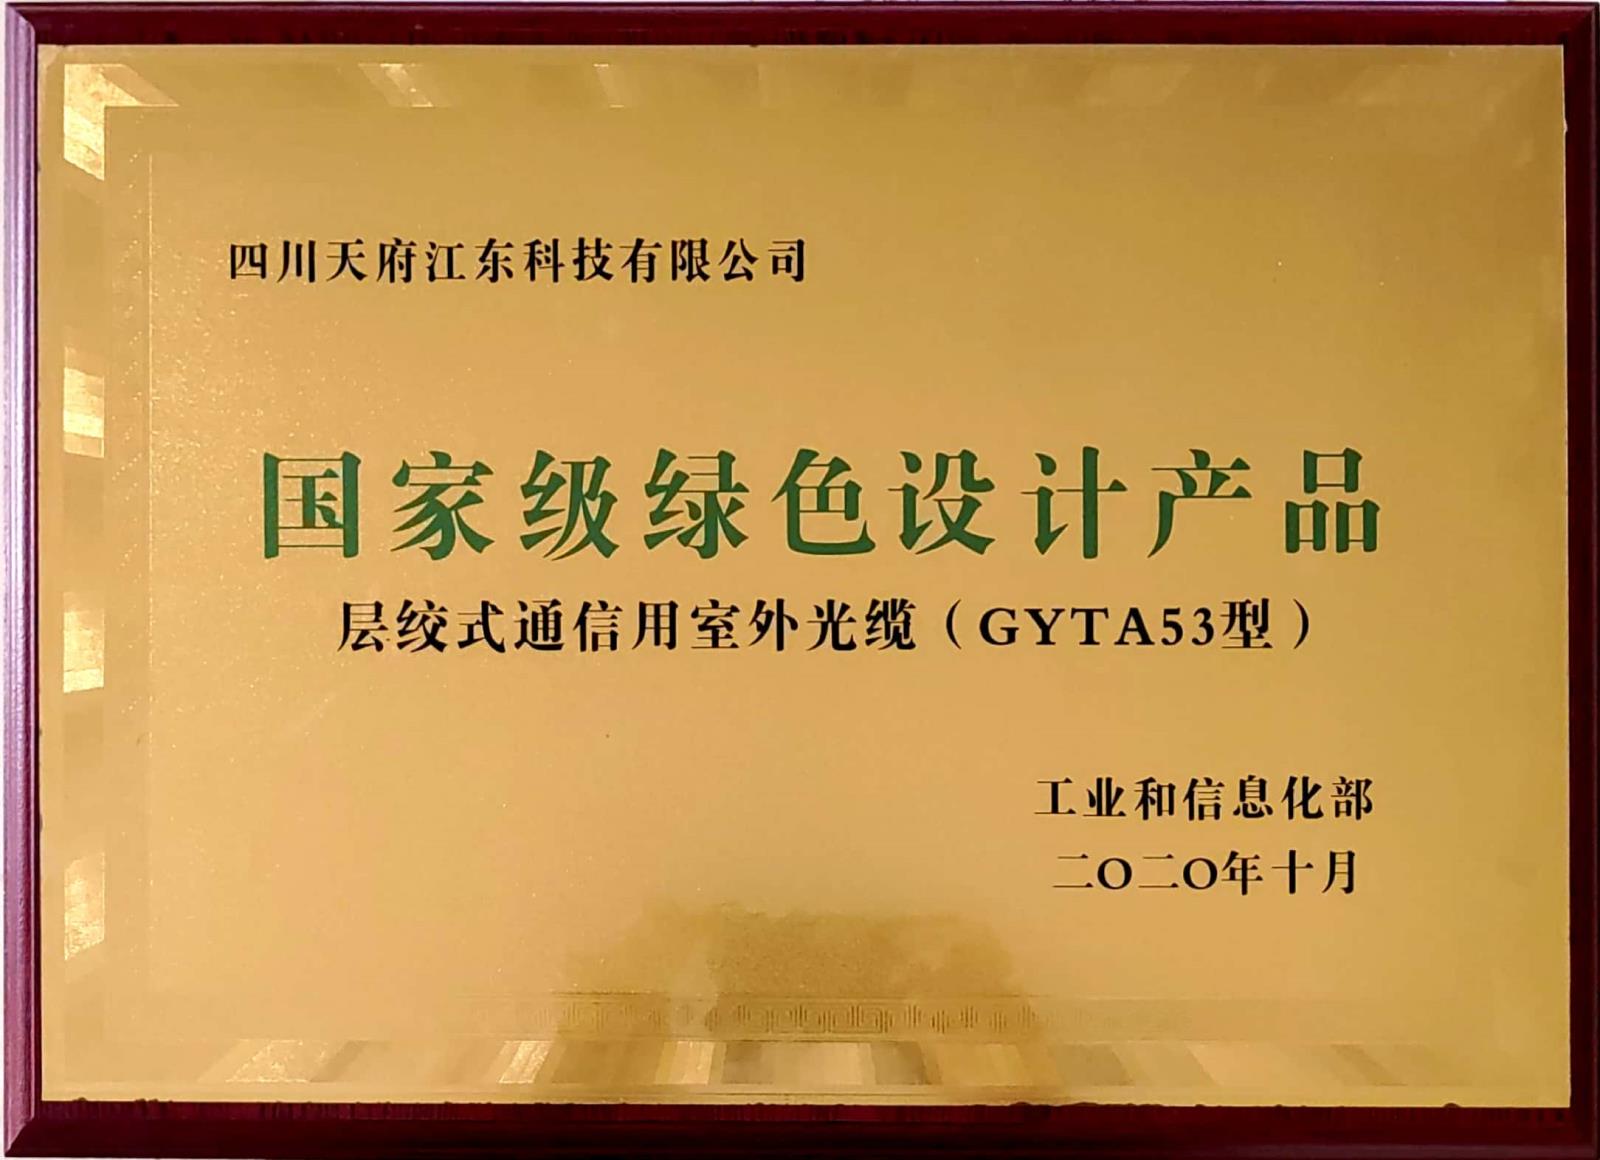 四川天府江东科技有限公司
国家级绿色设计产品
层绞式通信用室外光缆（GYTA53型）
工业和信息化部
二〇二〇年十月